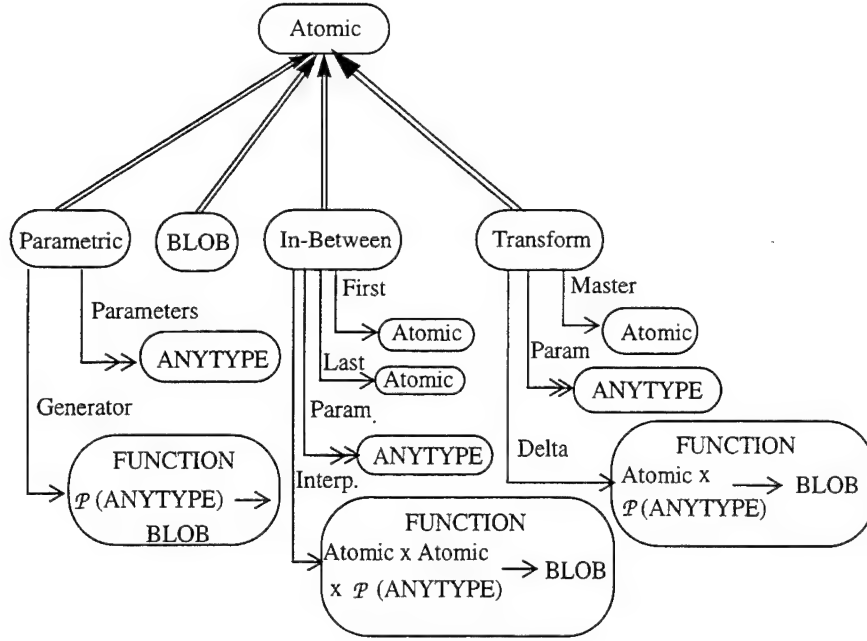 Atomic
Parametric
BLOB
In-Between
Transform
First
Master
Parameters
Atomic
Atomic
ANYTYPE
Last
Atomic
Param
ANYTYPE
Generator
Param.
ANYTYPE
Interp.
Delta
FUNCTION
𝒫 (ANYTYPE)
BLOB
FUNCTION
Atomic x Atomic
x 𝒫 (ANYTYPE)
BLOB
FUNCTION
Atomic x
𝒫 (ANYTYPE)
BLOB